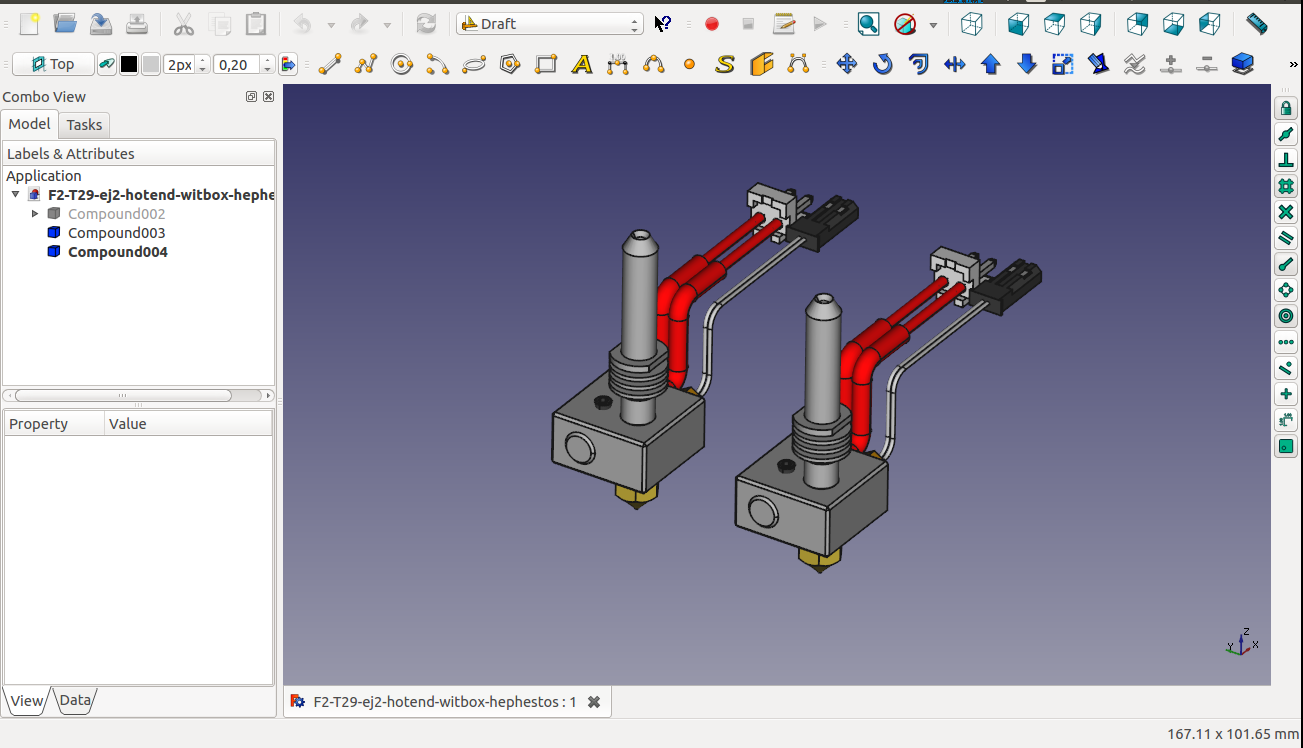 Draft
Top
2px
0,20
A
S
»
Combo View
Model
Tasks
Labels & Attributes
Application
F2-T29-ej2-hotend-witbox-hephe
Compound002
Compound003
Compound004
Property
Value
View
Data
Z
Y
X
F2-T29-ej2-hotend-witbox-hephestos : 1
167.11 x 101.65 mm